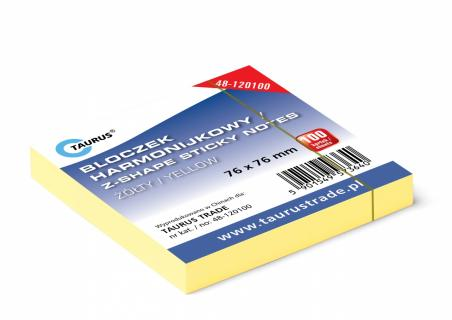 48-120100
TAURUS®
BLOCZEK
HARMONIJKOWY /
Z-SHAPE STICKY NOTES
ŻÓŁTY / YELLOW
76 x 76 mm
100
Wyprodukowano w Chinach dla:
TAURUS TRADE
nr kat. / no: 48-120100
www.taurustrade.pl